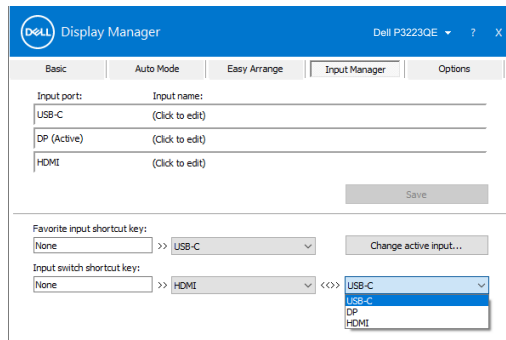 DELL Display Manager Dell P3223QE ? X
Basic Auto Mode Easy Arrange Input Manager Options
Input port: Input name:
USB-C (Click to edit)
DP (Active) (Click to edit)
HDMI (Click to edit)
Save
Favorite input shortcut key:
None >> USB-C Change active input...
Input switch shortcut key:
None >> HDMI <<>> USB-C
USB-C
DP
HDMI